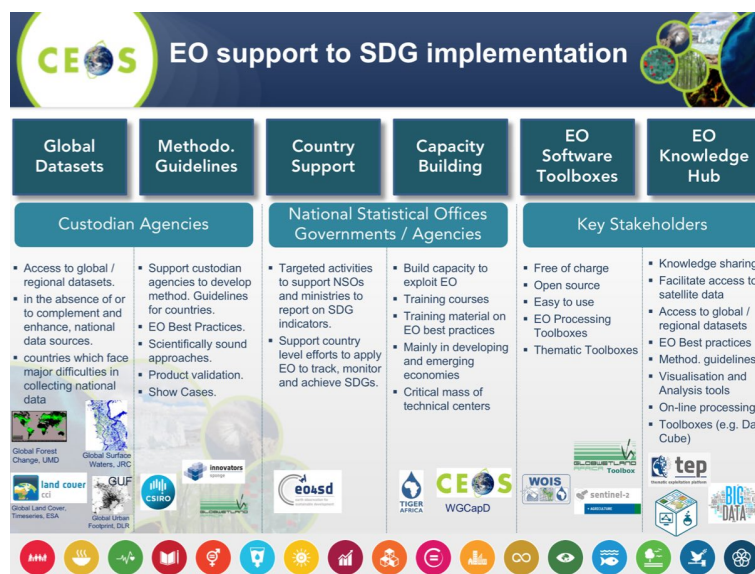 CEOS
EO support to SDG implementation
Global
Datasets
Methodo.
Guidelines
Country
Support
Capacity
Building
EO
Software
Toolboxes
EO
Knowledge
Hub
Custodian Agencies
National Statistical Offices
Governments / Agencies
Key Stakeholders
▪ Access to global /
regional datasets.
▪ in the absence of or
to complement and
enhance, national
data sources.
▪ countries which face
major difficulties in
collecting national
data
Global Forest
Change, UMD
Global Surface
Waters, JRC
land cover
cci
Global Land Cover,
Timeseries, ESA
GUF
Global Urban
Footprint, DLR
▪ Support custodian
agencies to develop
method. Guidelines
for countries.
▪ EO Best Practices.
▪ Scientifically sound
approaches.
▪ Product validation.
▪ Show Cases.
CSIRO
innovators
GLOBWETLAND
▪ Targeted activities
to support NSOs
and ministries to
report on SDG
indicators.
▪ Support country
level efforts to apply
EO to track, monitor
and achieve SDGs.
eo4sd
▪ Build capacity to
exploit EO
▪ Training courses
▪ Training material on
EO best practices
▪ Mainly in developing
and emerging
economies
▪ Critical mass of
technical centers
TIGER
AFRICA
CEOS
WGCapD
▪ Free of charge
▪ Open source
▪ Easy to use
▪ EO Processing
Toolboxes
▪ Thematic Toolboxes
GLOBWETLAND
AFRICA Toolbox
WOIS
sentinel-2
AGRICULTURE
▪ Knowledge sharing
▪ Facilitate access to
satellite data
▪ Access to global /
regional datasets
▪ EO Best practices
▪ Method. guidelines
▪ Visualisation and
Analysis tools
▪ On-line processing
▪ Toolboxes (e.g. Da
Cube)
tep
thematic exploitation platform
BIG
DATA